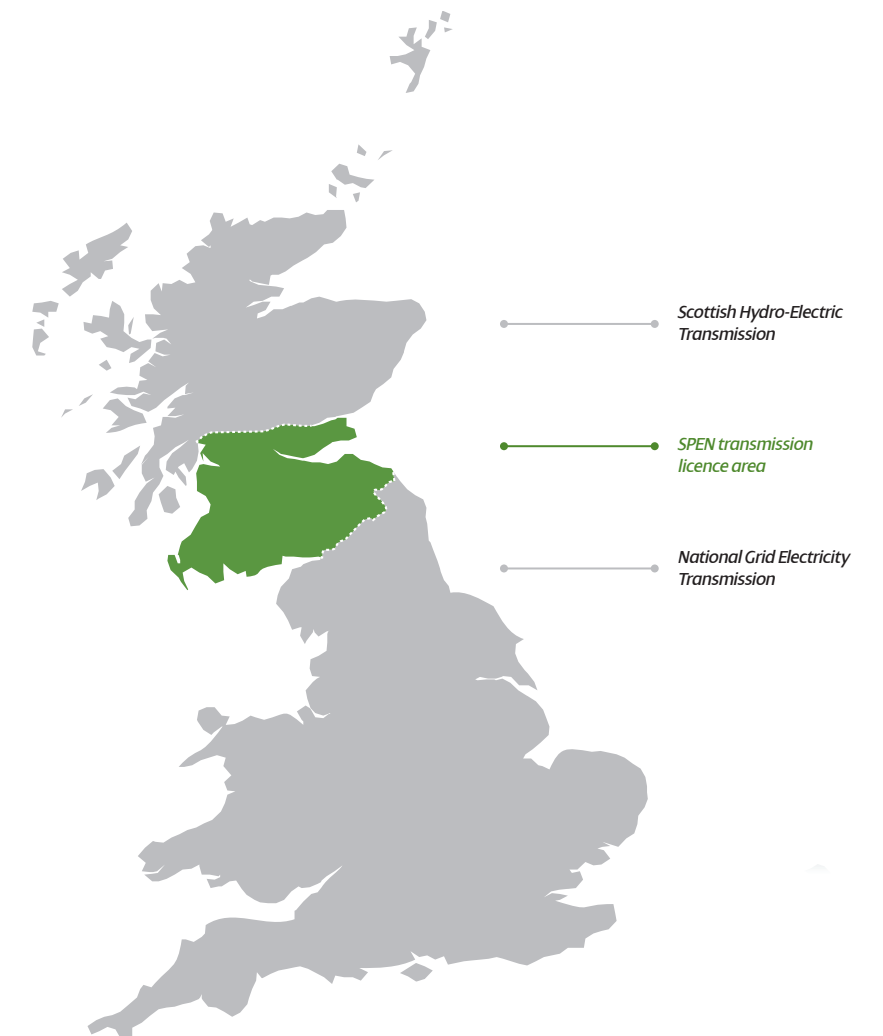 Scottish Hydro-Electric
Transmission
SPEN transmission
licence area
National Grid Electricity
Transmission